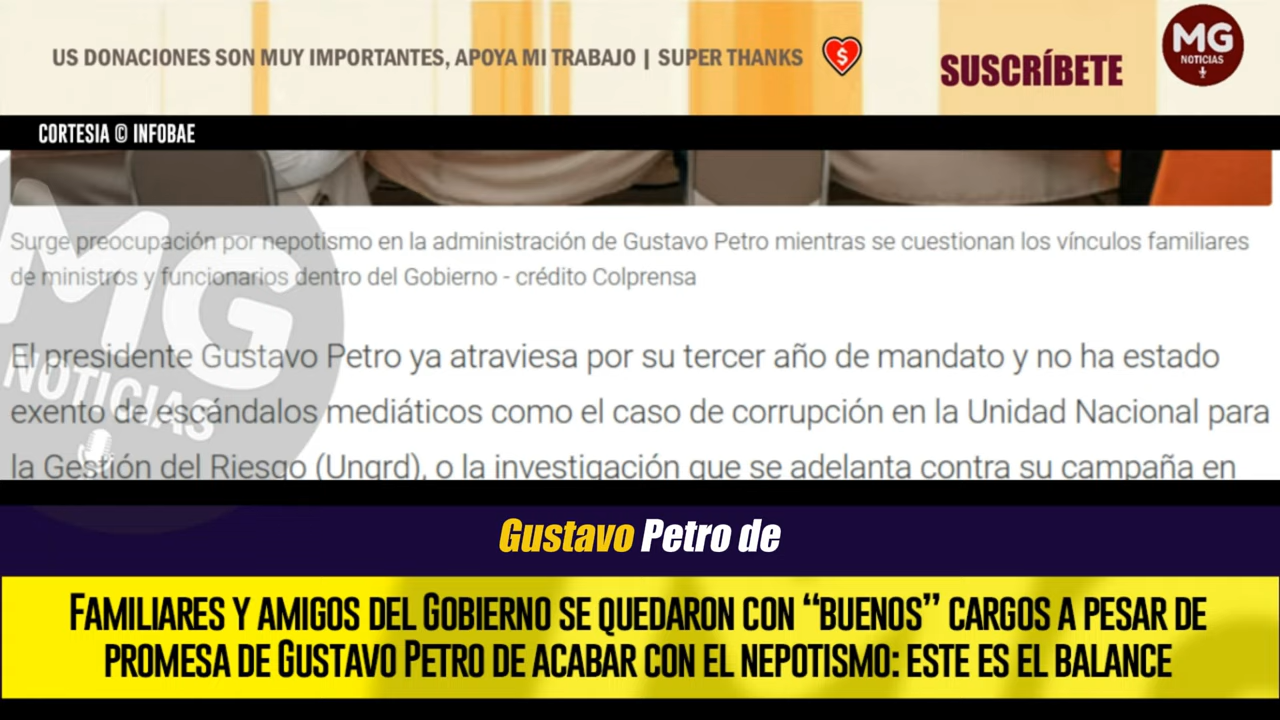 US DONACIONES SON MUY IMPORTANTES, APOYA MI TRABAJO | SUPER THANKS
$
SUSCRÍBETE
MG
NOTICIAS
CORTESIA © INFOBAE
Surge preocupación por nepotismo en la administración de Gustavo Petro mientras se cuestionan los vínculos familiares
de ministros y funcionarios dentro del Gobierno - crédito Colprensa
MG
NOTICIAS
El presidente Gustavo Petro ya atraviesa por su tercer año de mandato y no ha estado
exento de escándalos mediáticos como el caso de corrupción en la Unidad Nacional para
la Gestión del Riesgo (Ungrd), o la investigación que se adelanta contra su campaña en
Gustavo Petro de
FAMILIARES Y AMIGOS DEL GOBIERNO SE QUEDARON CON “BUENOS” CARGOS A PESAR DE
PROMESA DE GUSTAVO PETRO DE ACABAR CON EL NEPOTISMO: ESTE ES EL BALANCE